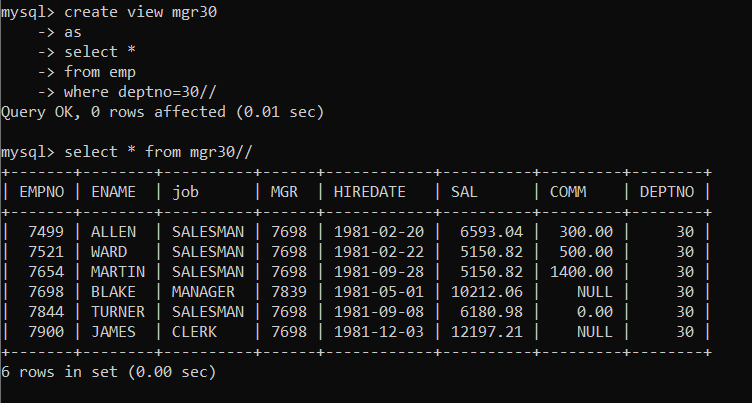 mysql> create view mgr30
    -> as
    -> select *
    -> from emp
    -> where deptno=30//
Query OK, 0 rows affected (0.01 sec)

mysql> select * from mgr30//
+-------+--------+----------+------+------------+----------+---------+--------+
| EMPNO | ENAME  | job      | MGR  | HIREDATE   | SAL      | COMM    | DEPTNO |
+-------+--------+----------+------+------------+----------+---------+--------+
|  7499 | ALLEN  | SALESMAN | 7698 | 1981-02-20 |  6593.04 |  300.00 |     30 |
|  7521 | WARD   | SALESMAN | 7698 | 1981-02-22 |  5150.82 |  500.00 |     30 |
|  7654 | MARTIN | SALESMAN | 7698 | 1981-09-28 |  5150.82 | 1400.00 |     30 |
|  7698 | BLAKE  | MANAGER  | 7839 | 1981-05-01 | 10212.06 |    NULL |     30 |
|  7844 | TURNER | SALESMAN | 7698 | 1981-09-08 |  6180.98 |    0.00 |     30 |
|  7900 | JAMES  | CLERK    | 7698 | 1981-12-03 | 12197.21 |    NULL |     30 |
+-------+--------+----------+------+------------+----------+---------+--------+
6 rows in set (0.00 sec)